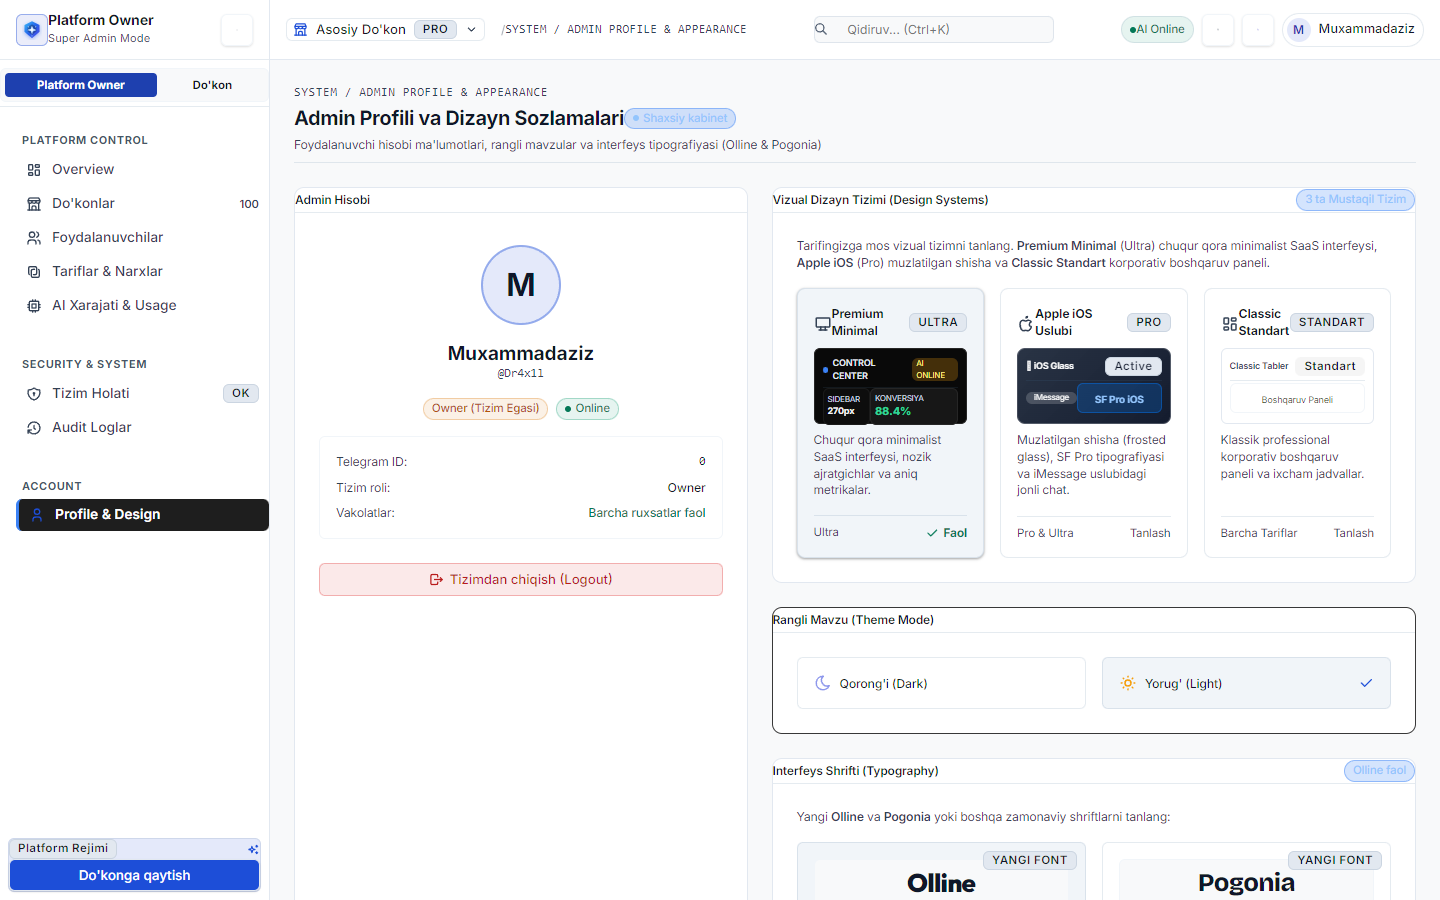 Platform Owner
Super Admin Mode
Asosiy Do'kon
PRO
/SYSTEM / ADMIN PROFILE & APPEARANCE
Qidiruv... (Ctrl+K)
AI Online
M
Muxammadaziz
Platform Owner
Do'kon
PLATFORM CONTROL
Overview
Do'konlar
100
Foydalanuvchilar
Tariflar & Narxlar
AI Xarajati & Usage
SECURITY & SYSTEM
Tizim Holati
OK
Audit Loglar
ACCOUNT
Profile & Design
Platform Rejimi
Do'konga qaytish
SYSTEM / ADMIN PROFILE & APPEARANCE
Admin Profili va Dizayn Sozlamalari
Shaxsiy kabinet
Foydalanuvchi hisobi ma'lumotlari, rangli mavzular va interfeys tipografiyasi (Olline & Pogonia)
Admin Hisobi
M
Muxammadaziz
@Dr4x11
Owner (Tizim Egasi)
Online
Telegram ID:
0
Tizim roli:
Owner
Vakolatlar:
Barcha ruxsatlar faol
Tizimdan chiqish (Logout)
Vizual Dizayn Tizimi (Design Systems)
3 ta Mustaqil Tizim
Tarifingizga mos vizual tizimni tanlang. Premium Minimal (Ultra) chuqur qora minimalist SaaS interfeysi,
Apple iOS (Pro) muzlatilgan shisha va Classic Standart korporativ boshqaruv paneli.
Premium
Minimal
ULTRA
CONTROL
CENTER
AI
ONLINE
SIDEBAR
270px
KONVERSIYA
88.4%
Chuqur qora minimalist
SaaS interfeysi, nozik
ajratgichlar va aniq
metrikalar.
Ultra
Faol
Apple iOS
Uslubi
PRO
iOS Glass
Active
iMessage
SF Pro iOS
Muzlatilgan shisha (frosted
glass), SF Pro tipografiyasi
va iMessage uslubidagi
jonli chat.
Pro & Ultra
Tanlash
Classic
Standart
STANDART
Classic Tabler
Standart
Boshqaruv Paneli
Klassik professional
korporativ boshqaruv
paneli va ixcham jadvallar.
Barcha Tariflar
Tanlash
Rangli Mavzu (Theme Mode)
Qorong'i (Dark)
Yorug' (Light)
Interfeys Shrifti (Typography)
Olline faol
Yangi Olline va Pogonia yoki boshqa zamonaviy shriftlarni tanlang:
YANGI FONT
Olline
YANGI FONT
Pogonia